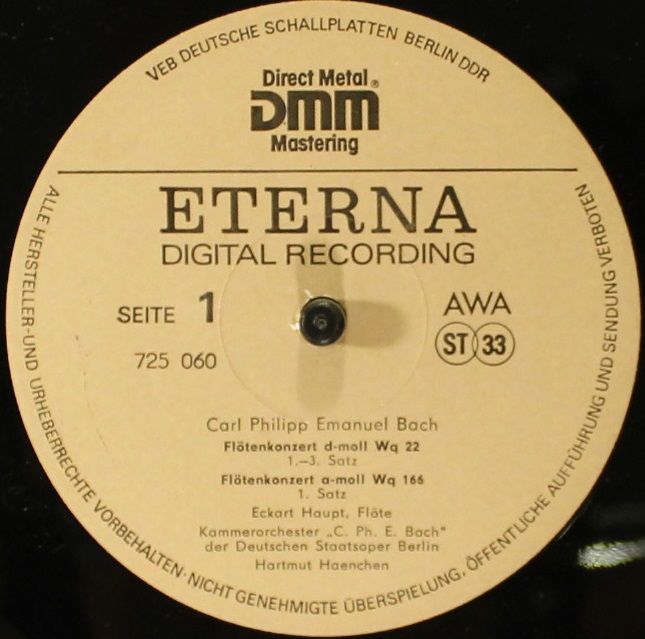 VEB DEUTSCHE SCHALLPLATTEN BERLIN DDR
Direct Metal®
DMM
Mastering
ETERNA
DIGITAL RECORDING
SEITE 1
AWA
725 060
ST 33
Carl Philipp Emanuel Bach
Flötenkonzert d-moll Wq 22
1.–3. Satz
Flötenkonzert a-moll Wq 166
1. Satz
Eckart Haupt, Flöte
Kammerorchester „C. Ph. E. Bach"
der Deutschen Staatsoper Berlin
Hartmut Haenchen
ALLE HERSTELLER-UND URHEBERRECHTE VORBEHALTEN · NICHT GENEHMIGTE ÜBERSPIELUNG, ÖFFENTLICHE AUFFÜHRUNG UND SENDUNG VERBOTEN